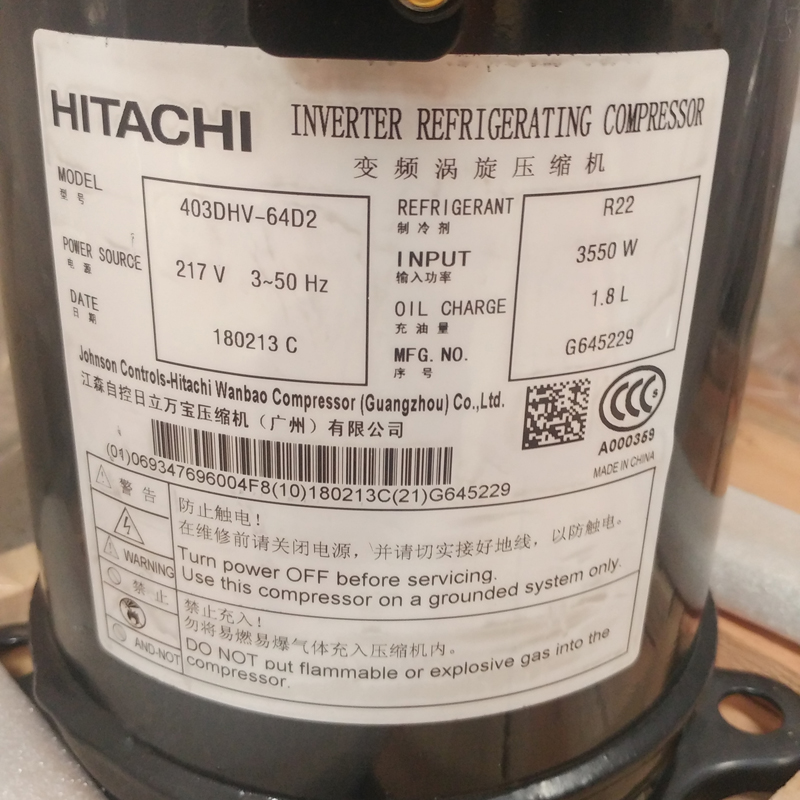 HITACHI
INVERTER REFRIGERATING COMPRESSOR
变频涡旋压缩机
MODEL
型号
403DHV-64D2
REFRIGERANT
制冷剂
R22
POWER SOURCE
电源
217 V 3~50 Hz
INPUT
输入功率
3550 W
DATE
日期
180213 C
OIL CHARGE
充油量
1.8 L
MFG. NO.
序号
G645229
Johnson Controls-Hitachi Wanbao Compressor (Guangzhou) Co.,Ltd.
江森自控日立万宝压缩机（广州）有限公司
CCC S
A000359
MADE IN CHINA
(01)069347696004F8(10)180213C(21)G645229
警告
WARNING
防止触电！
在维修前请关闭电源，并请切实接好地线，以防触电。
Turn power OFF before servicing.
Use this compressor on a grounded system only.
禁止
AND-NOT
禁止充入！
勿将易燃易爆气体充入压缩机内。
DO NOT put flammable or explosive gas into the
compressor.